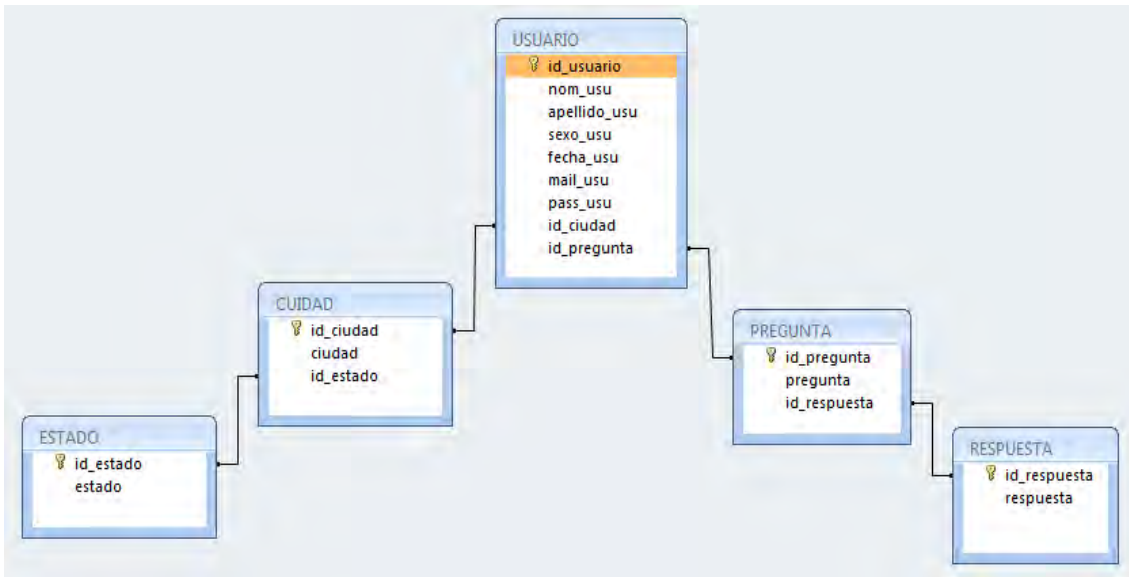 USUARIO
id_usuario
nom_usu
apellido_usu
sexo_usu
fecha_usu
mail_usu
pass_usu
id_ciudad
id_pregunta
CUIDAD
id_ciudad
ciudad
id_estado
PREGUNTA
id_pregunta
pregunta
id_respuesta
ESTADO
id_estado
estado
RESPUESTA
id_respuesta
respuesta